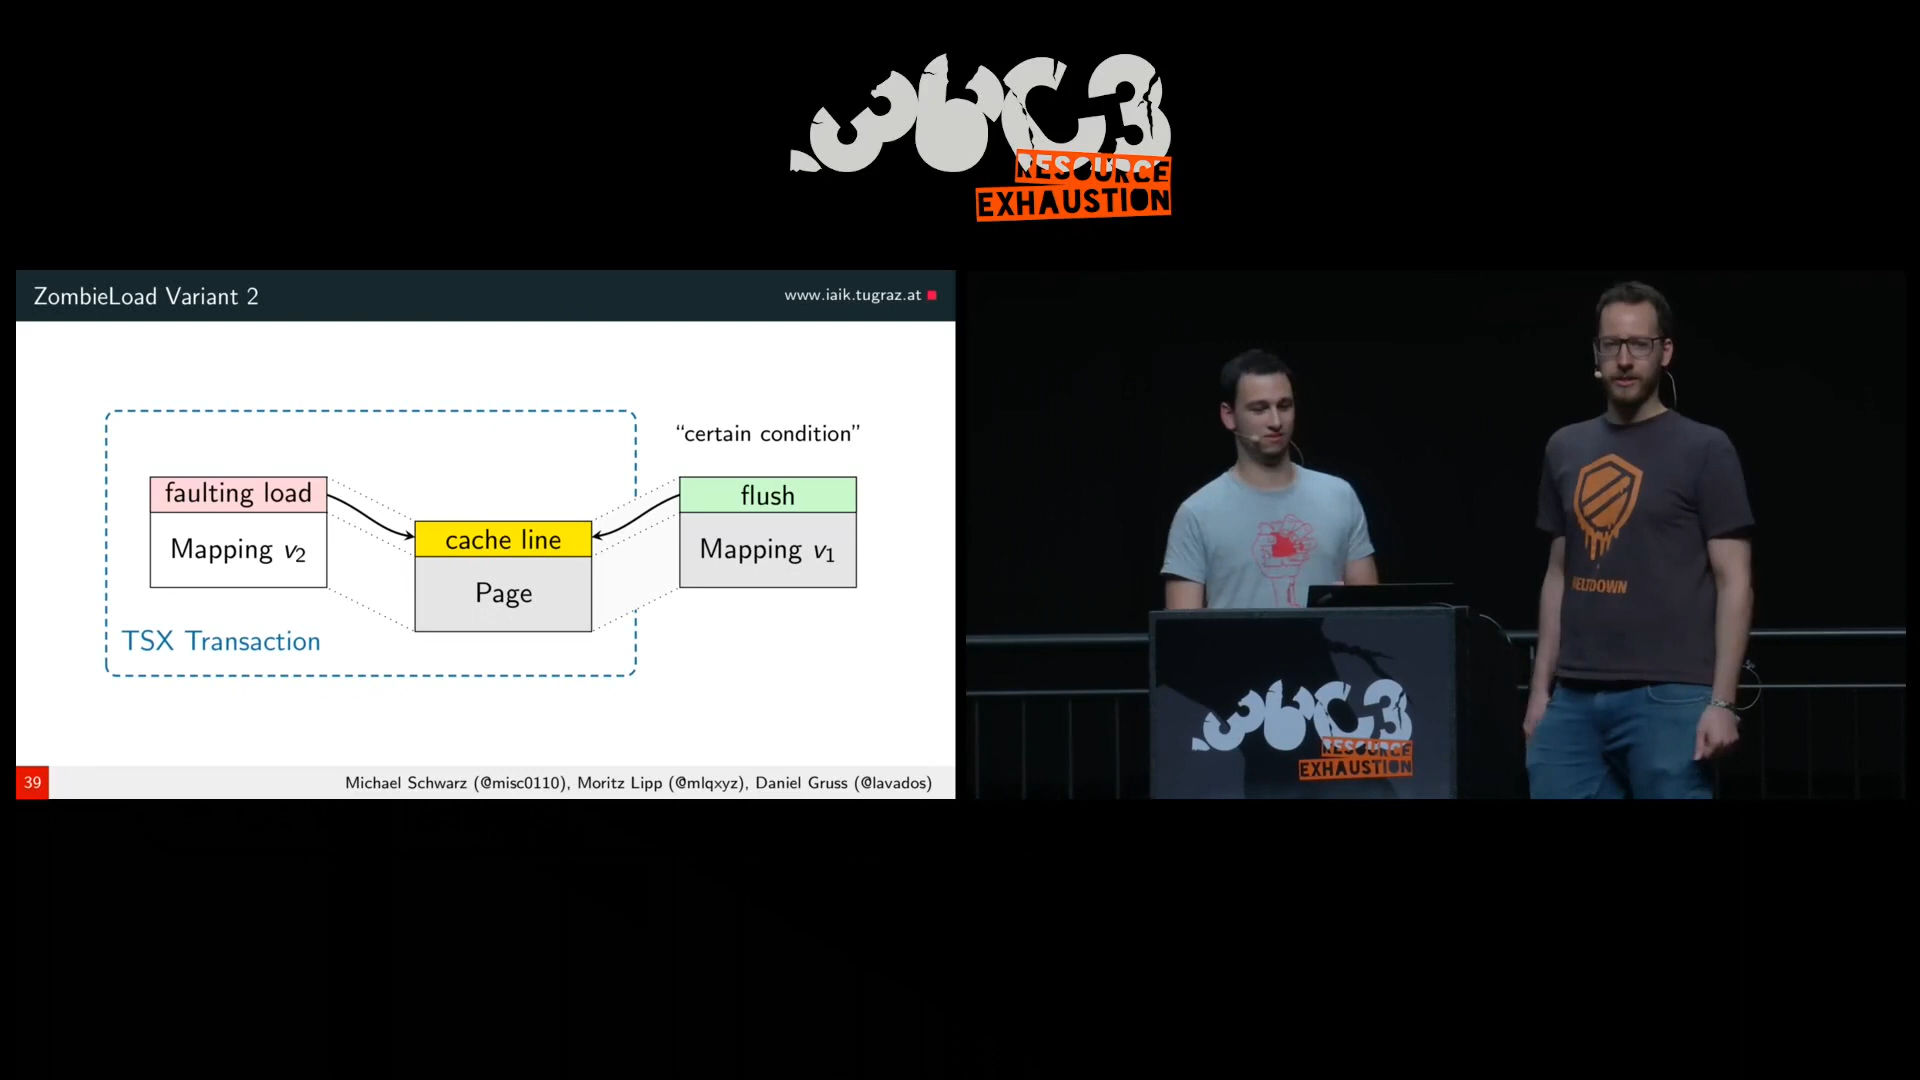 36C3
RESOURCE
EXHAUSTION
ZombieLoad Variant 2
www.iaik.tugraz.at
"certain condition"
faulting load
Mapping v2
cache line
Page
flush
Mapping v1
TSX Transaction
39
Michael Schwarz (@misc0110), Moritz Lipp (@mlqxyz), Daniel Gruss (@lavados)
MELTDOWN
36C3
RESOURCE
EXHAUSTION